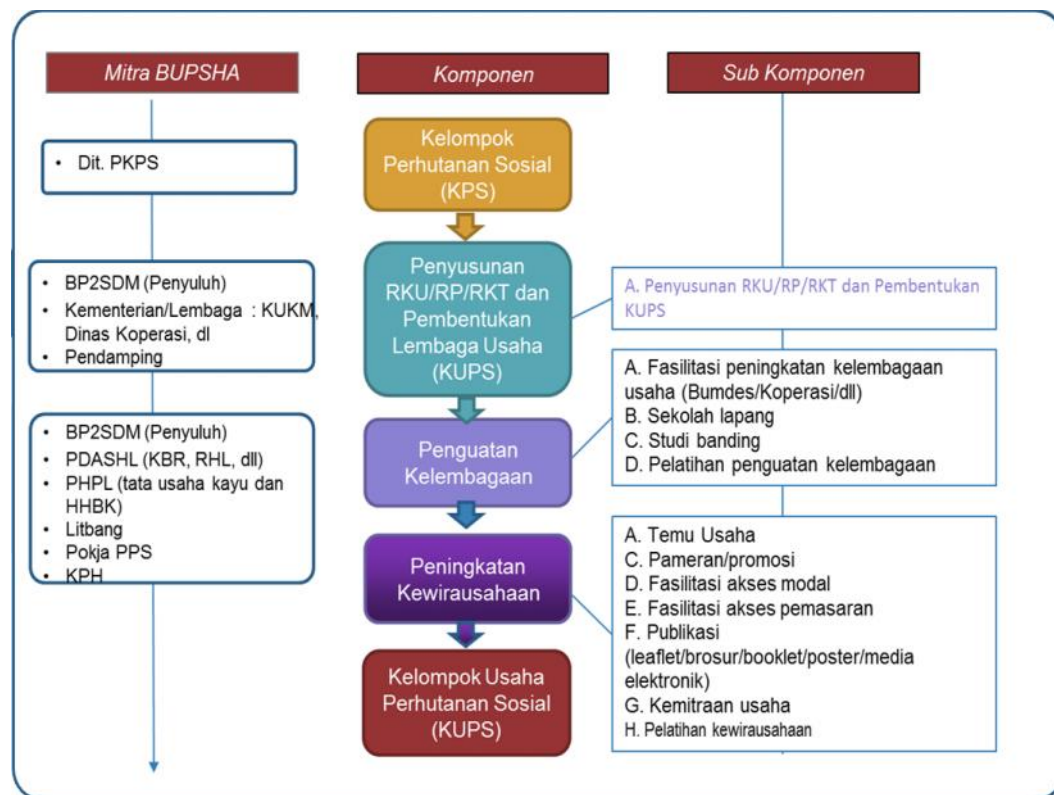 Mitra BUPSHA
Komponen
Sub Komponen
• Dit. PKPS
• BP2SDM (Penyuluh)
• Kementerian/Lembaga : KUKM,
Dinas Koperasi, dl
• Pendamping
• BP2SDM (Penyuluh)
• PDASHL (KBR, RHL, dll)
• PHPL (tata usaha kayu dan
HHBK)
• Litbang
• Pokja PPS
• KPH
Kelompok
Perhutanan Sosial
(KPS)
Penyusunan
RKU/RP/RKT dan
Pembentukan
Lembaga Usaha
(KUPS)
Penguatan
Kelembagaan
Peningkatan
Kewirausahaan
Kelompok Usaha
Perhutanan Sosial
(KUPS)
A. Penyusunan RKU/RP/RKT dan Pembentukan
KUPS
A. Fasilitasi peningkatan kelembagaan
usaha (Bumdes/Koperasi/dll)
B. Sekolah lapang
C. Studi banding
D. Pelatihan penguatan kelembagaan
A. Temu Usaha
C. Pameran/promosi
D. Fasilitasi akses modal
E. Fasilitasi akses pemasaran
F. Publikasi
(leaflet/brosur/booklet/poster/media
elektronik)
G. Kemitraan usaha
H. Pelatihan kewirausahaan